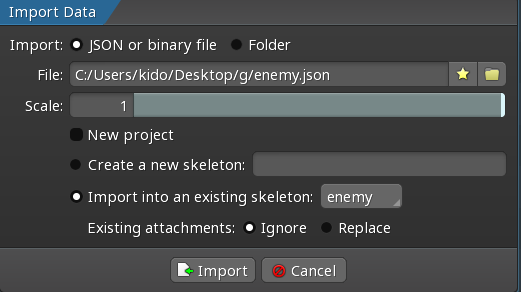 Import Data
Import: JSON or binary file Folder
File: C:/Users/kido/Desktop/g/enemy.json
Scale: 1
New project
Create a new skeleton:
Import into an existing skeleton: enemy
Existing attachments: Ignore Replace
Import Cancel